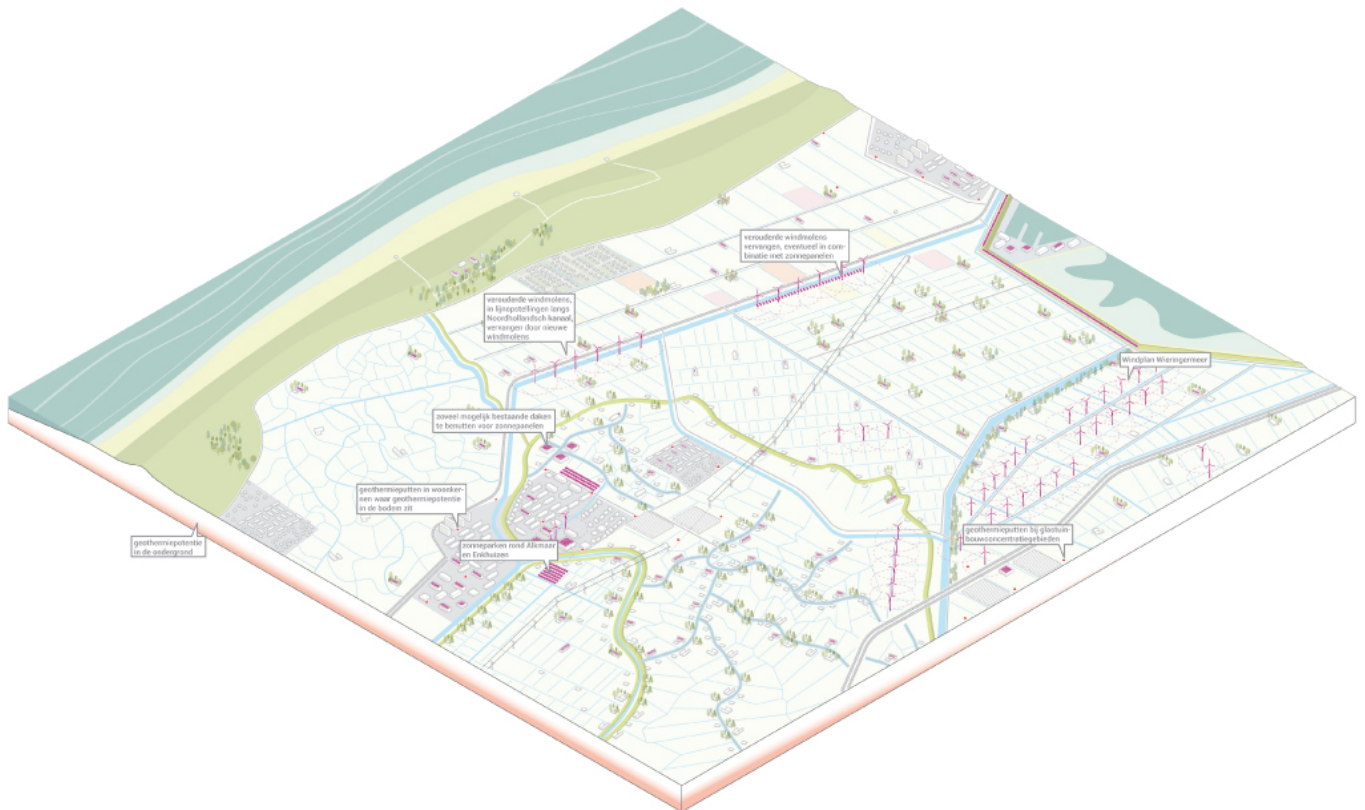 verouderde windmolens
vervangen, eventueel in com-
binatie met zonnepanelen
verouderde windmolens,
in lijnopstellingen langs
Noordhollandsch kanaal,
vervangen door nieuwe
windmolens
Windplan Wieringermeer
zoveel mogelijk bestaande daken
te benutten voor zonnepanelen
geothermieputten in woonker-
nen waar geothermiepotentie
in de bodem zit
geothermieputten bij glastuin-
bouwconcentratiegebieden
geothermiepotentie
in de ondergrond
zonneparken rond Alkmaar
en Enkhuizen